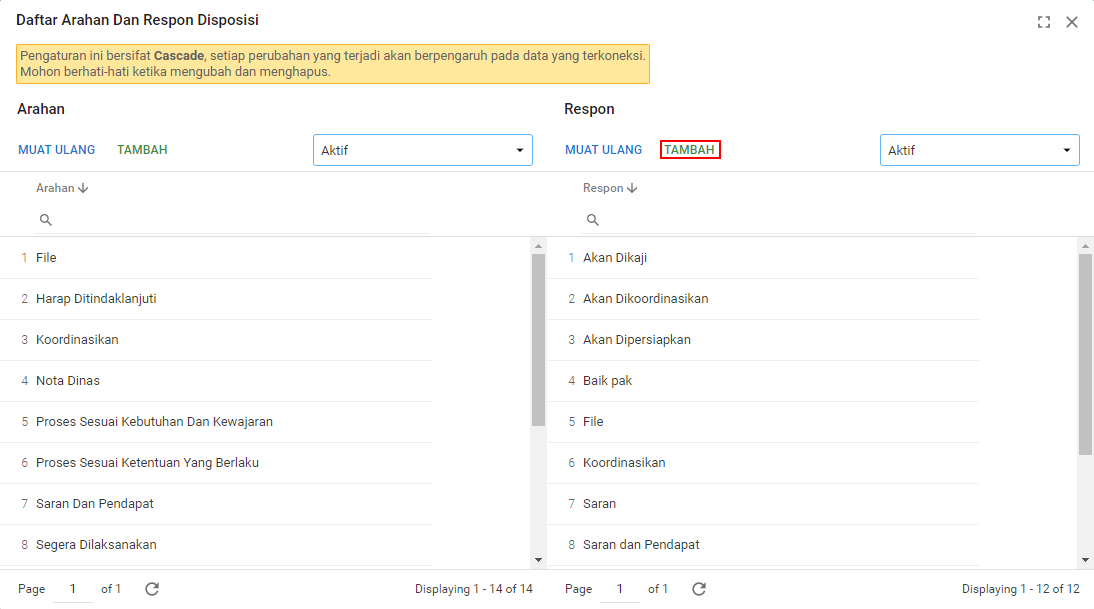 Daftar Arahan Dan Respon Disposisi
Pengaturan ini bersifat Cascade, setiap perubahan yang terjadi akan berpengaruh pada data yang terkoneksi.
Mohon berhati-hati ketika mengubah dan menghapus.
Arahan
MUAT ULANG TAMBAH Aktif
Arahan
1 File
2 Harap Ditindaklanjuti
3 Koordinasikan
4 Nota Dinas
5 Proses Sesuai Kebutuhan Dan Kewajaran
6 Proses Sesuai Ketentuan Yang Berlaku
7 Saran Dan Pendapat
8 Segera Dilaksanakan
Page 1 of 1 Displaying 1 - 14 of 14
Respon
MUAT ULANG TAMBAH Aktif
Respon
1 Akan Dikaji
2 Akan Dikoordinasikan
3 Akan Dipersiapkan
4 Baik pak
5 File
6 Koordinasikan
7 Saran
8 Saran dan Pendapat
Page 1 of 1 Displaying 1 - 12 of 12